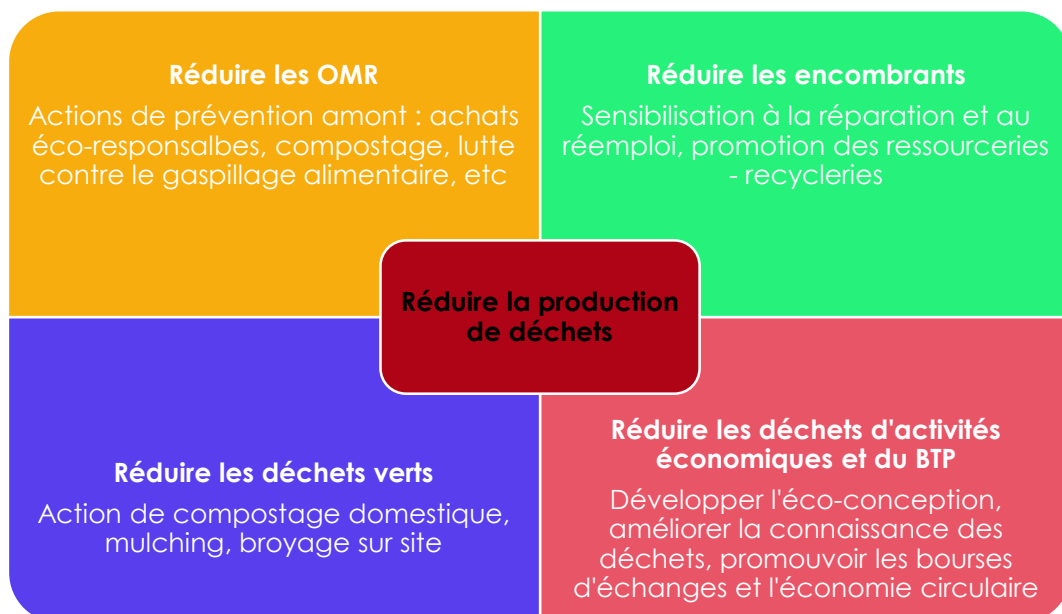 Réduire les OMR
Actions de prévention amont : achats
éco-responsalbes, compostage, lutte
contre le gaspillage alimentaire, etc
Réduire les encombrants
Sensibilisation à la réparation et au
réemploi, promotion des ressourceries
- recycleries
Réduire la production
de déchets
Réduire les déchets verts
Action de compostage domestique,
mulching, broyage sur site
Réduire les déchets d'activités
économiques et du BTP
Développer l'éco-conception,
améliorer la connaissance des
déchets, promouvoir les bourses
d'échanges et l'économie circulaire